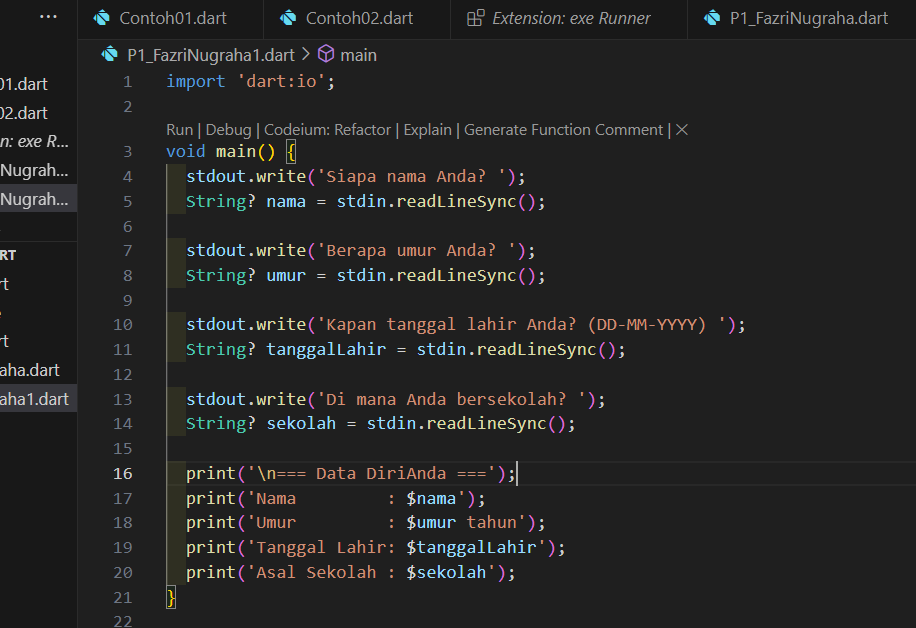 ...
Contoh01.dart Contoh02.dart Extension: exe Runner P1_FazriNugraha.dart
P1_FazriNugraha1.dart > main
01.dart
02.dart
n: exe R...
Nugrah...
Nugrah...
RT
rt
rt
aha.dart
aha1.dart
1 import 'dart:io';
2
Run | Debug | Codeium: Refactor | Explain | Generate Function Comment | ×
3 void main() {
4 stdout.write('Siapa nama Anda? ');
5 String? nama = stdin.readLineSync();
6
7 stdout.write('Berapa umur Anda? ');
8 String? umur = stdin.readLineSync();
9
10 stdout.write('Kapan tanggal lahir Anda? (DD-MM-YYYY) ');
11 String? tanggalLahir = stdin.readLineSync();
12
13 stdout.write('Di mana Anda bersekolah? ');
14 String? sekolah = stdin.readLineSync();
15
16 print('\n=== Data DiriAnda ===');
17 print('Nama         : $nama');
18 print('Umur         : $umur tahun');
19 print('Tanggal Lahir: $tanggalLahir');
20 print('Asal Sekolah : $sekolah');
21 }
22